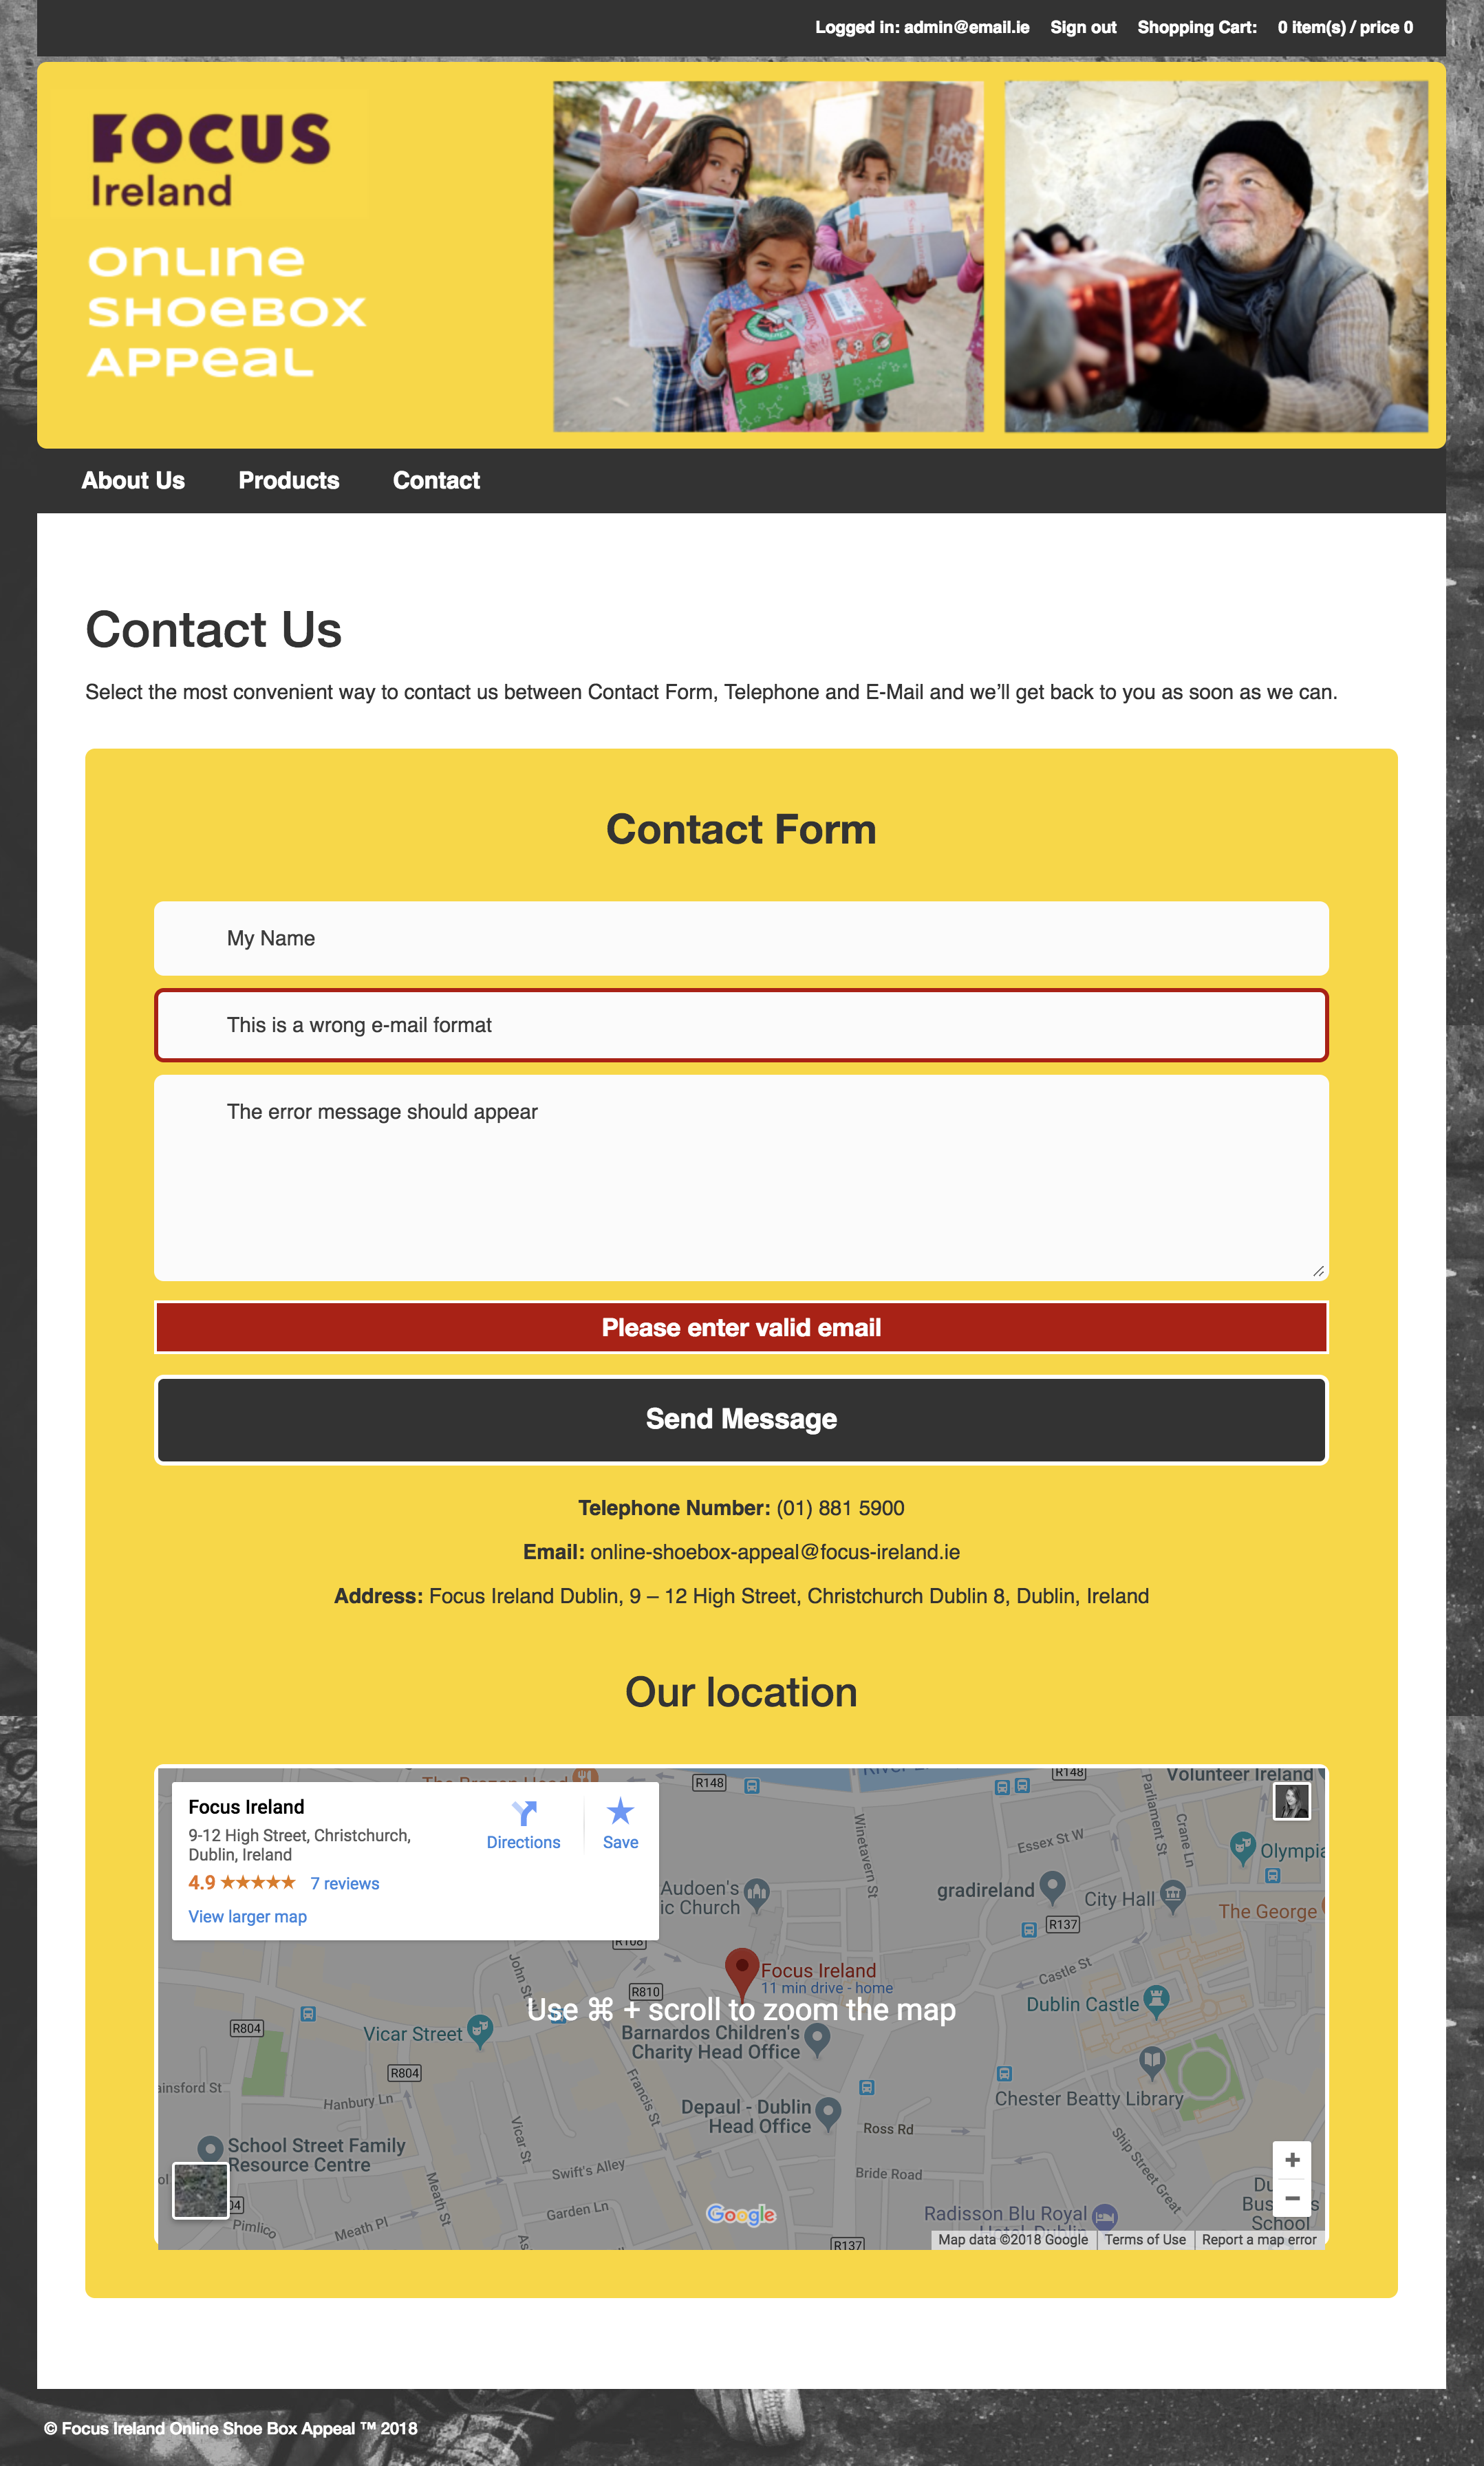 Logged in: admin@email.ie Sign out Shopping Cart: 0 item(s) / price 0
FOCUS
Ireland
ONLINE
SHOEBOX
APPEAL
About Us Products Contact
Contact Us
Select the most convenient way to contact us between Contact Form, Telephone and E-Mail and we’ll get back to you as soon as we can.
Contact Form
My Name
This is a wrong e-mail format
The error message should appear
Please enter valid email
Send Message
Telephone Number: (01) 881 5900
Email: online-shoebox-appeal@focus-ireland.ie
Address: Focus Ireland Dublin, 9 – 12 High Street, Christchurch Dublin 8, Dublin, Ireland
Our location
Focus Ireland
9-12 High Street, Christchurch,
Dublin, Ireland
4.9 ★★★★★ 7 reviews
View larger map
Directions
Save
R148
R148
Volunteer Ireland
Winetavern St
Essex St W
Parliament St
Crane Ln
Olympia
Audoen's
ic Church
gradireland
City Hall
The George
R137
R108
John St W
R810
Focus Ireland
11 min drive - home
Castle St
Dublin Castle
Use ⌘ + scroll to zoom the map
R804
Vicar Street
Barnardos Children's
Charity Head Office
R804
ainsford St
Hanbury Ln
Francis St
Chester Beatty Library
Depaul - Dublin
Head Office
Ross Rd
Vicar St
School Street Family
Resource Centre
Ship Street Great
Swift's Alley
Bride Road
Meath St
Garden Ln
Pimlico
Meath Pl
Google
Radisson Blu Royal
Hotel, Dublin
School
R137
Map data ©2018 Google Terms of Use Report a map error
© Focus Ireland Online Shoe Box Appeal ™ 2018